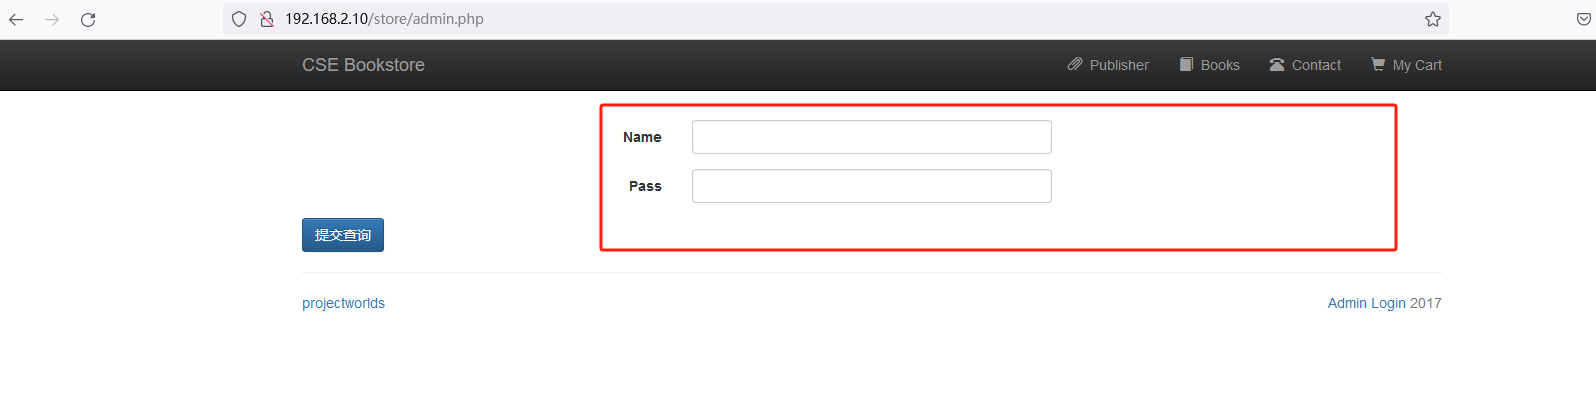 192.168.2.10/store/admin.php
CSE Bookstore Publisher Books Contact My Cart
Name
Pass
提交查询
projectworlds Admin Login 2017